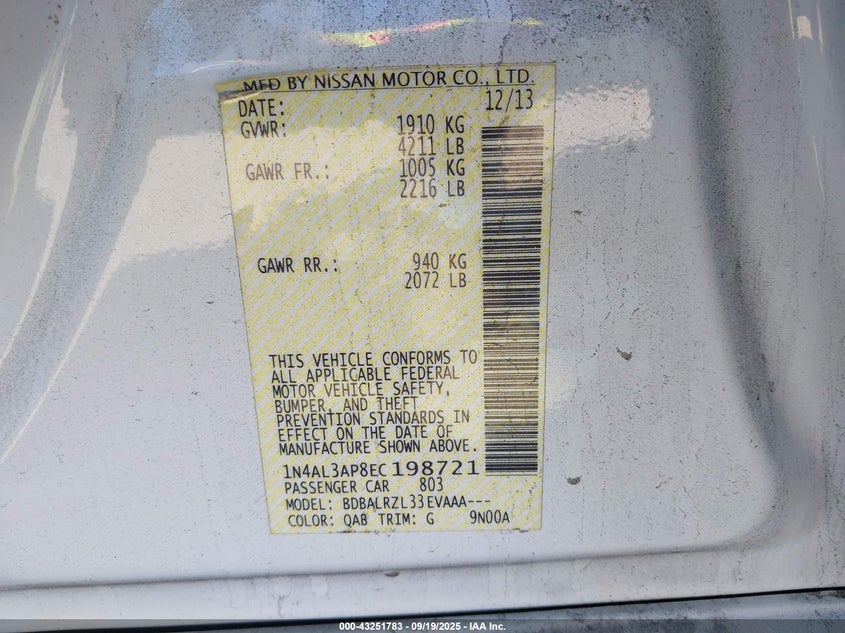 MFD BY NISSAN MOTOR CO., LTD.
DATE: 12/13
GVWR: 1910 KG
4211 LB
GAWR FR.: 1005 KG
2216 LB
GAWR RR.: 940 KG
2072 LB
THIS VEHICLE CONFORMS TO
ALL APPLICABLE FEDERAL
MOTOR VEHICLE SAFETY,
BUMPER, AND THEFT
PREVENTION STANDARDS IN
EFFECT ON THE DATE OF
MANUFACTURE SHOWN ABOVE.
1N4AL3AP8EC198721
PASSENGER CAR 803
MODEL: BDBALRZL33EVAAA---
COLOR: QAB TRIM: G 9N00A
000-43251783 - 09/19/2025 - IAA Inc.